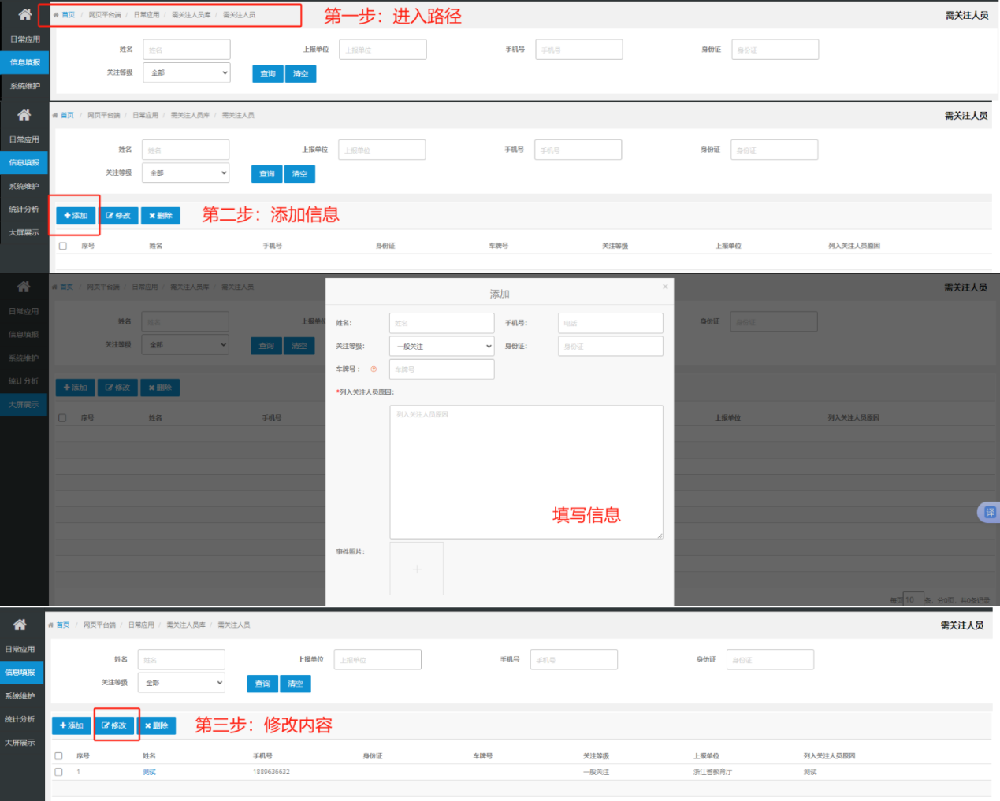 首页 / 网页平台端 / 日常应用 / 需关注人员库 / 需关注人员
第一步：进入路径
需关注人员
日常应用
信息填报
系统维护
姓名 姓名 上报单位 上报单位 手机号 手机号 身份证 身份证
关注等级 全部 查询 清空
首页 / 网页平台端 / 日常应用 / 需关注人员库 / 需关注人员
需关注人员
日常应用
信息填报
系统维护
统计分析
大屏展示
姓名 姓名 上报单位 上报单位 手机号 手机号 身份证 身份证
关注等级 全部 查询 清空
+添加 修改 删除
第二步：添加信息
序号 姓名 手机号 身份证 车牌号 关注等级 上报单位 列入关注人员原因
首页 / 网页平台端 / 日常应用 / 需关注人员库 / 需关注人员
需关注人员
日常应用
信息填报
系统维护
统计分析
大屏展示
姓名 姓名 上报单位 身份证 身份证
关注等级 全部 查询 清空
+添加 修改 删除
序号 姓名 手机号 上报单位 列入关注人员原因
添加
×
姓名: 姓名 手机号: 电话
关注等级: 一般关注 身份证: 身份证
车牌号: 车牌号
*列入关注人员原因:
列入关注人员原因
填写信息
事件照片:
+
译
每页 10 条，分0页，共0条记录
首页 / 网页平台端 / 日常应用 / 需关注人员库 / 需关注人员
需关注人员
日常应用
信息填报
系统维护
统计分析
大屏展示
姓名 姓名 上报单位 上报单位 手机号 手机号 身份证 身份证
关注等级 全部 查询 清空
+添加 修改 删除
第三步：修改内容
序号 姓名 手机号 身份证 车牌号 关注等级 上报单位 列入关注人员原因
1 测试 1889636632 一般关注 浙江省教育厅 测试